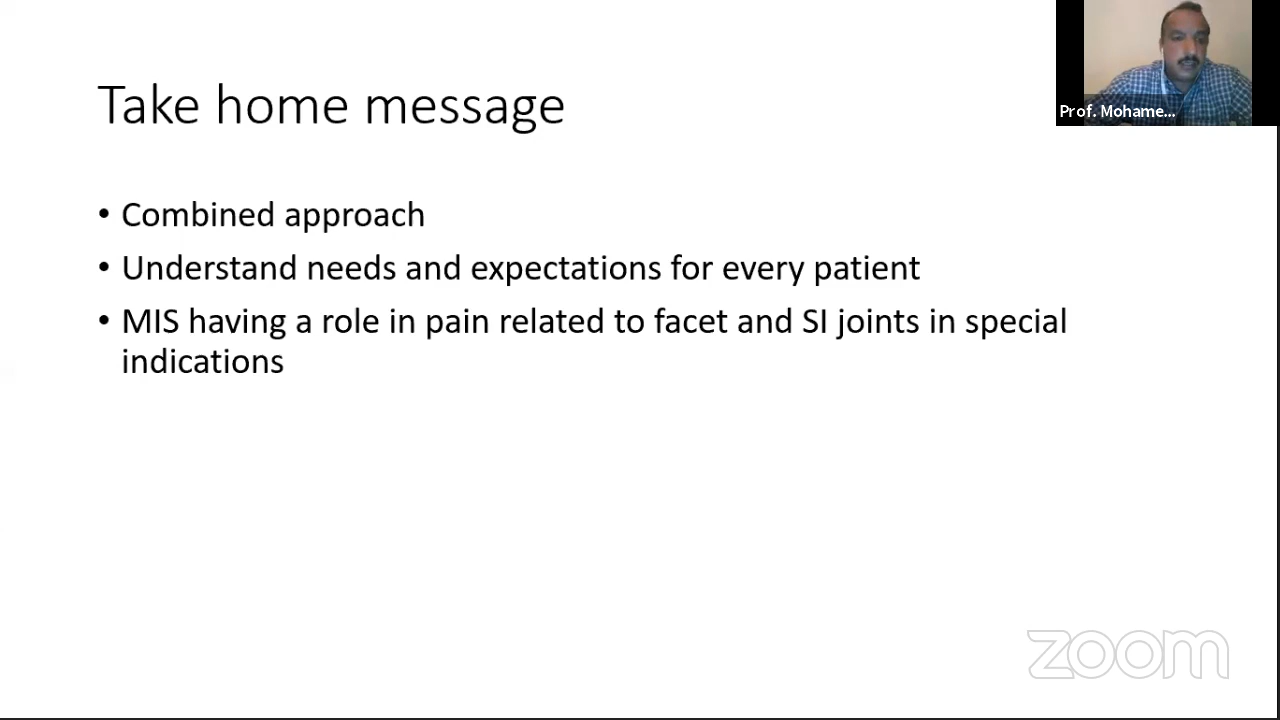 Take home message
Prof. Mohame...
• Combined approach
• Understand needs and expectations for every patient
• MIS having a role in pain related to facet and SI joints in special
indications
zoom